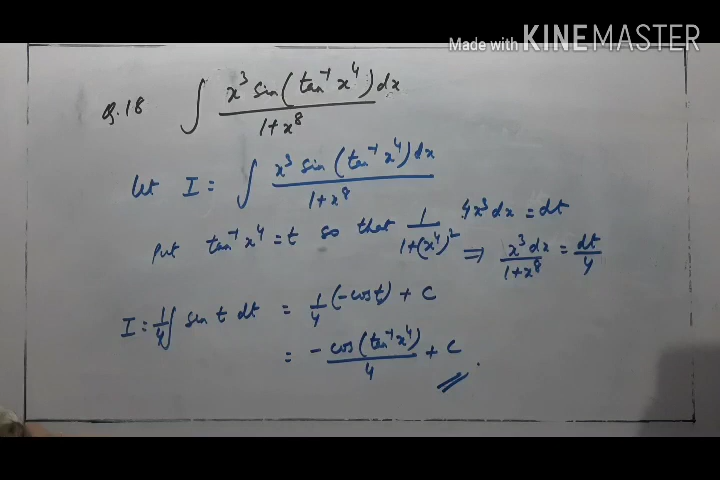 Made with KINEMASTER
Q.18 ∫ x³ sin(tan⁻¹ x⁴) dx / 1 + x⁸
Let I = ∫ x³ sin(tan⁻¹ x⁴) dx / 1 + x⁸
Put tan⁻¹ x⁴ = t so that 1 / 1 + (x⁴)² 4x³ dx = dt
⇒ x³ dx / 1 + x⁸ = dt / 4
I = 1/4 ∫ sin t dt = 1/4 (-cos t) + C
= - cos(tan⁻¹ x⁴) / 4 + C